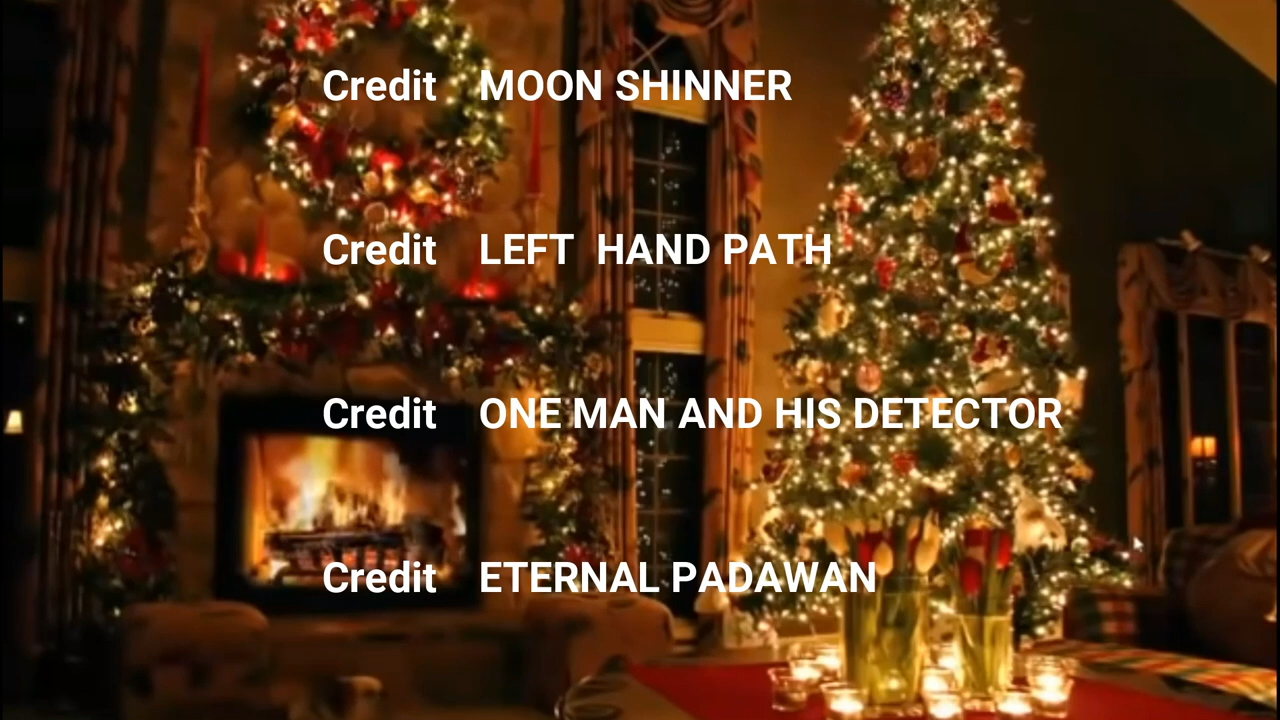 Credit MOON SHINNER
Credit LEFT HAND PATH
Credit ONE MAN AND HIS DETECTOR
Credit ETERNAL PADAWAN